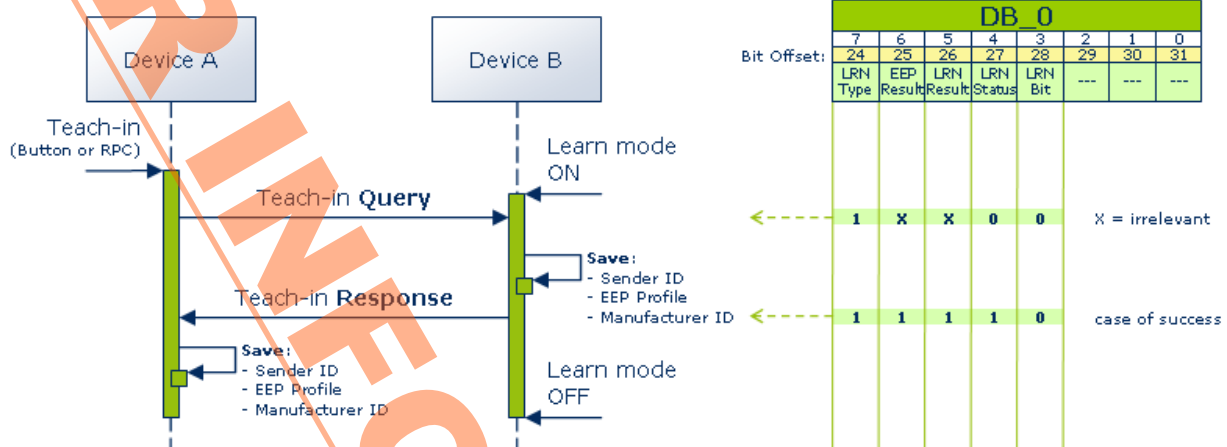 DB_0
7 6 5 4 3 2 1 0
Bit Offset: 24 25 26 27 28 29 30 31
LRN Type
EEP Result
LRN Result
LRN Status
LRN Bit
--- --- ---
Device A
Device B
Teach-in
(Button or RPC)
Learn mode
ON
Teach-in Query
1 X X 0 0
X = irrelevant
Save:
- Sender ID
- EEP Profile
- Manufacturer ID
Teach-in Response
1 1 1 1 0
case of success
Save:
- Sender ID
- EEP Profile
- Manufacturer ID
Learn mode
OFF
R INFO